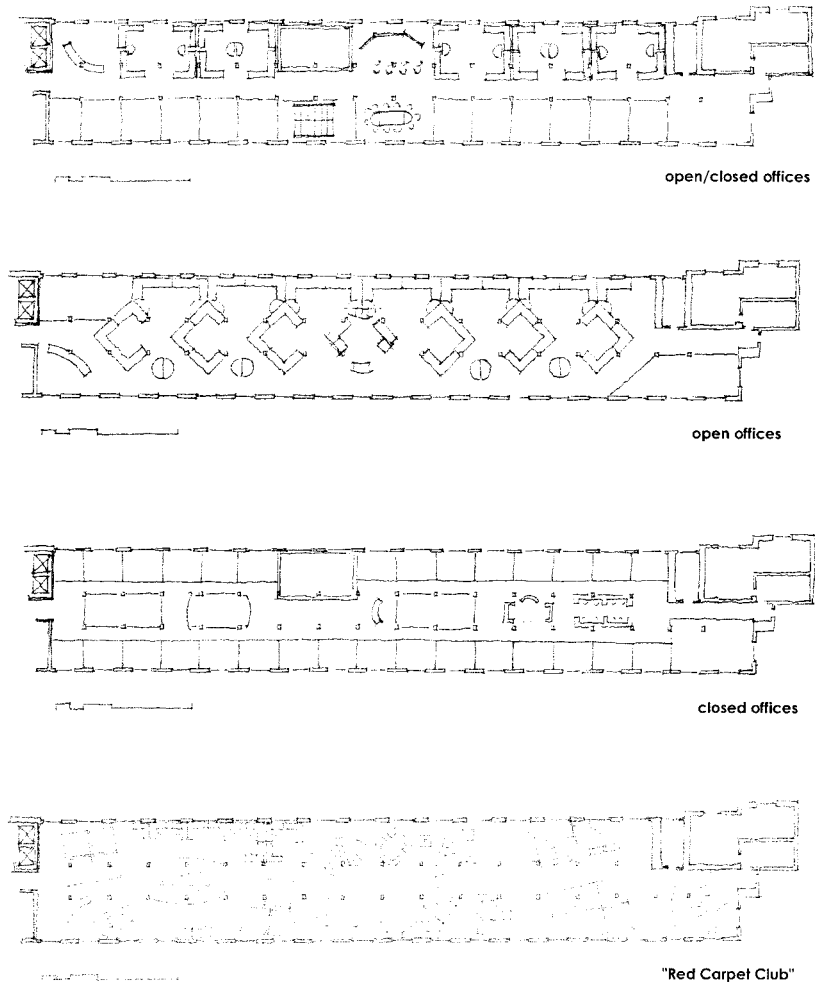 open/closed offices
open offices
closed offices
"Red Carpet Club"